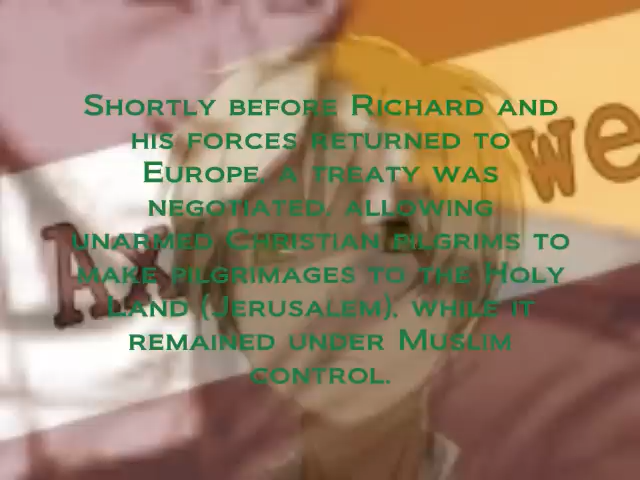 Shortly before Richard and
his forces returned to
Europe, a treaty was
negotiated, allowing
unarmed Christian pilgrims to
make pilgrimages to the Holy
Land (Jerusalem), while it
remained under Muslim
control.
we